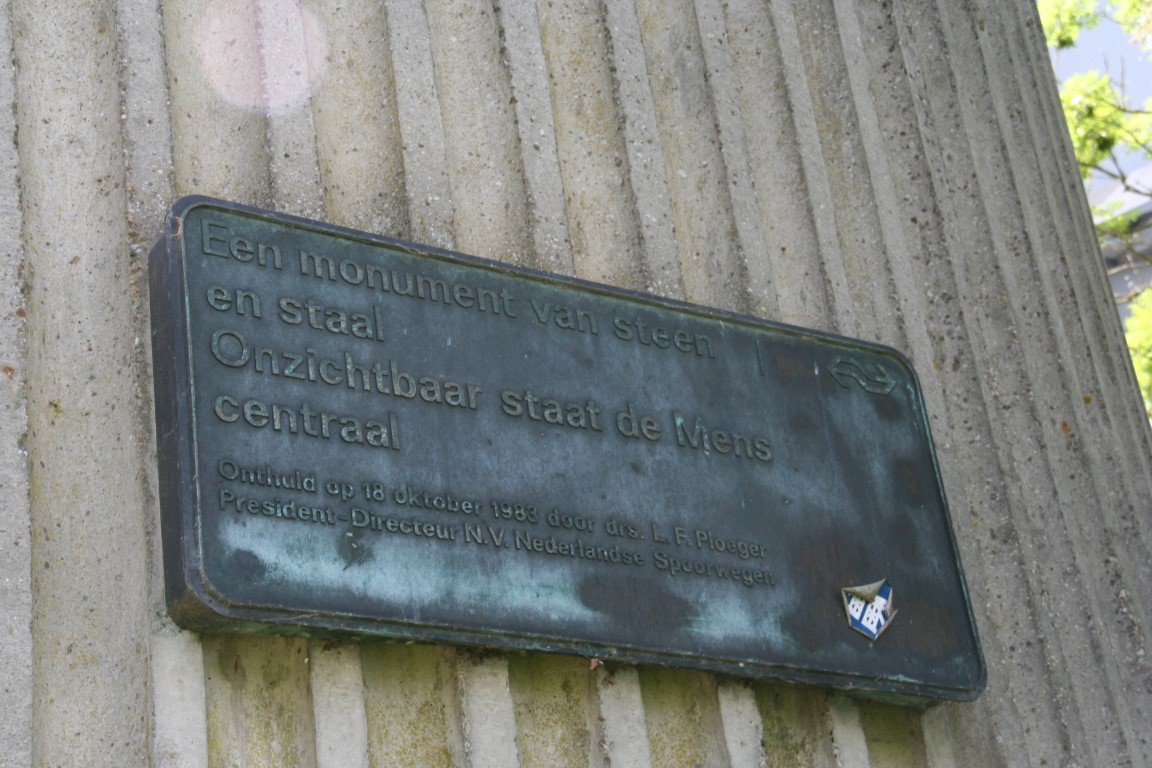 Een monument van steen
en staal
Onzichtbaar staat de Mens
centraal
Onthuld op 18 oktober 1983 door drs. L. F. Ploeger
President-Directeur N.V. Nederlandse Spoorwegen